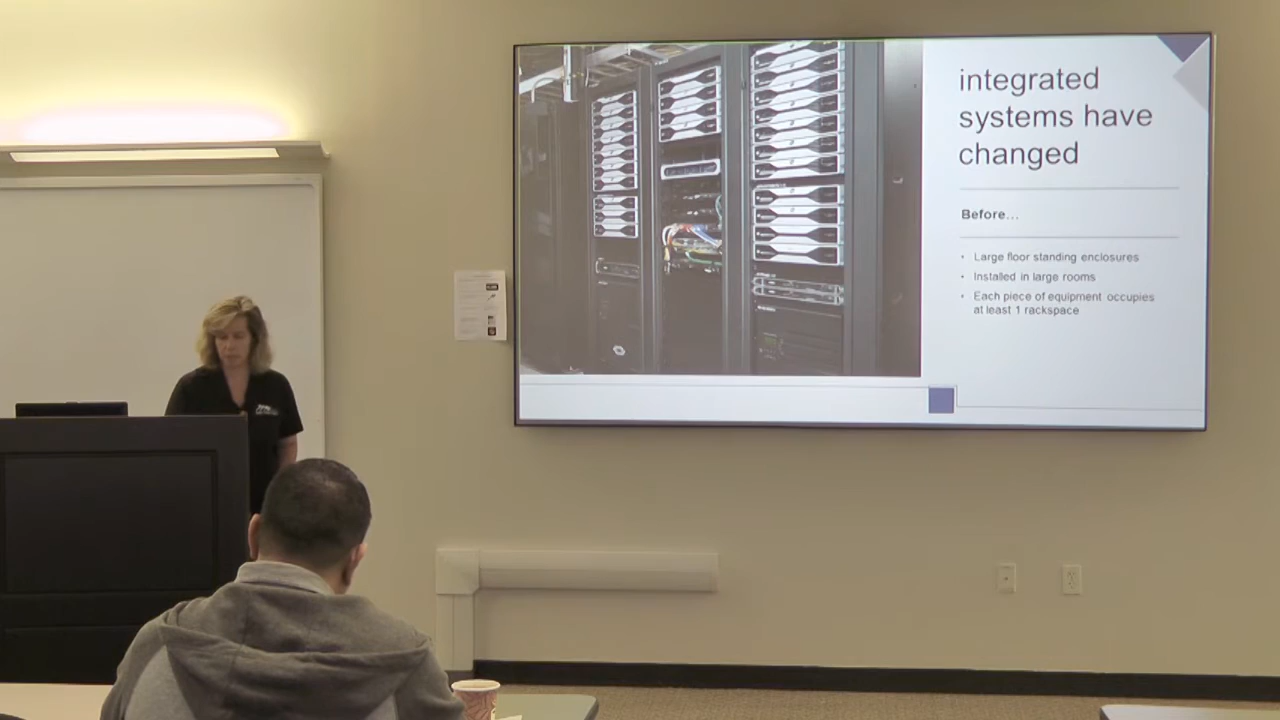 integrated
systems have
changed
Before...
• Large floor standing enclosures
• Installed in large rooms
• Each piece of equipment occupies
at least 1 rackspace